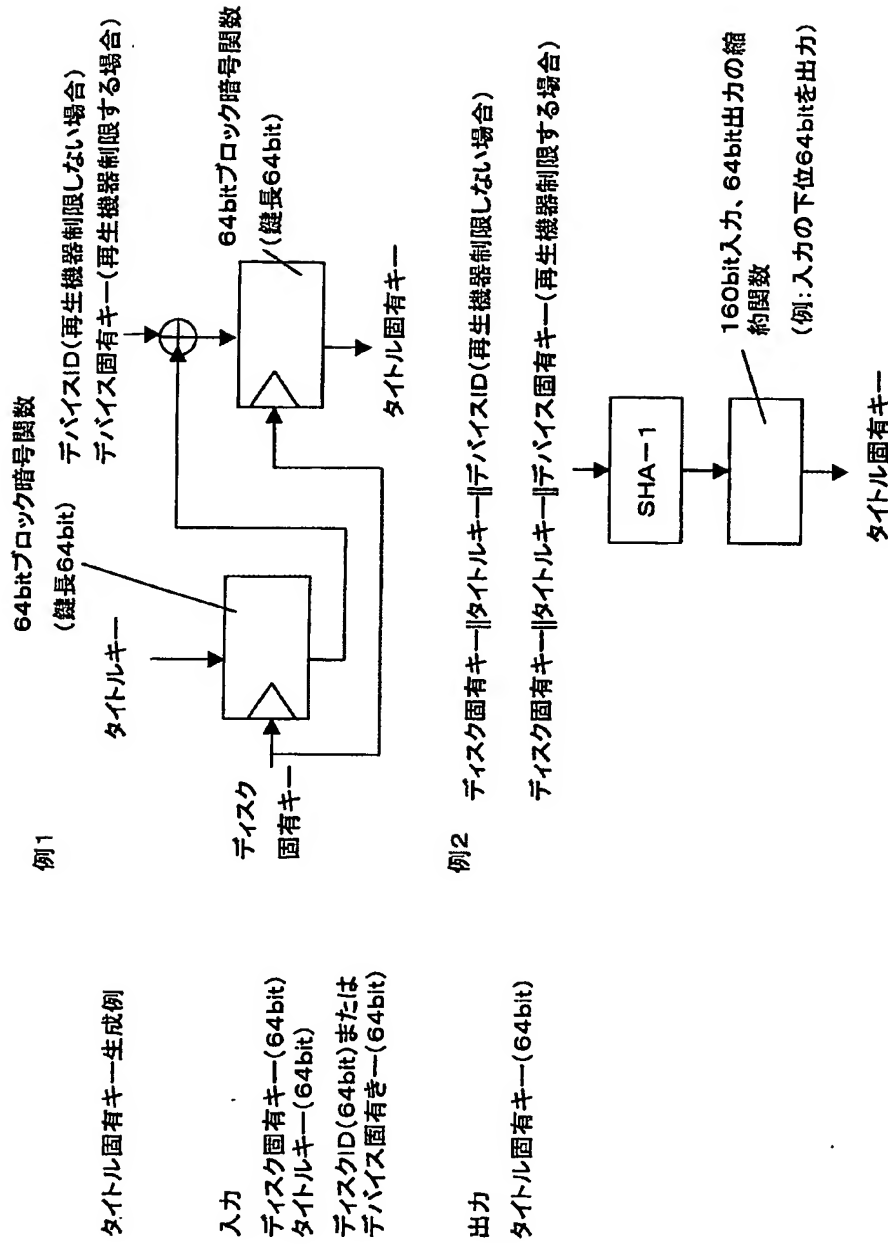 タイトル固有キー生成例
入力
ディスク固有キー(64bit)
タイトルキー(64bit)
ディスクID(64bit)または
デバイス固有きー(64bit)
出力
タイトル固有キー(64bit)
例1
64bitブロック暗号関数
(鍵長64bit)
タイトルキー
ディスク
固有キー
デバイスID(再生機器制限しない場合)
デバイス固有キー(再生機器制限する場合)
64bitブロック暗号関数
(鍵長64bit)
タイトル固有キー
例2
ディスク固有キー||タイトルキー||デバイスID(再生機器制限しない場合)
ディスク固有キー||タイトルキー||デバイス固有キー(再生機器制限する場合)
SHA-1
160bit入力、64bit出力の縮
約関数
(例:入力の下位64bitを出力)
タイトル固有キー